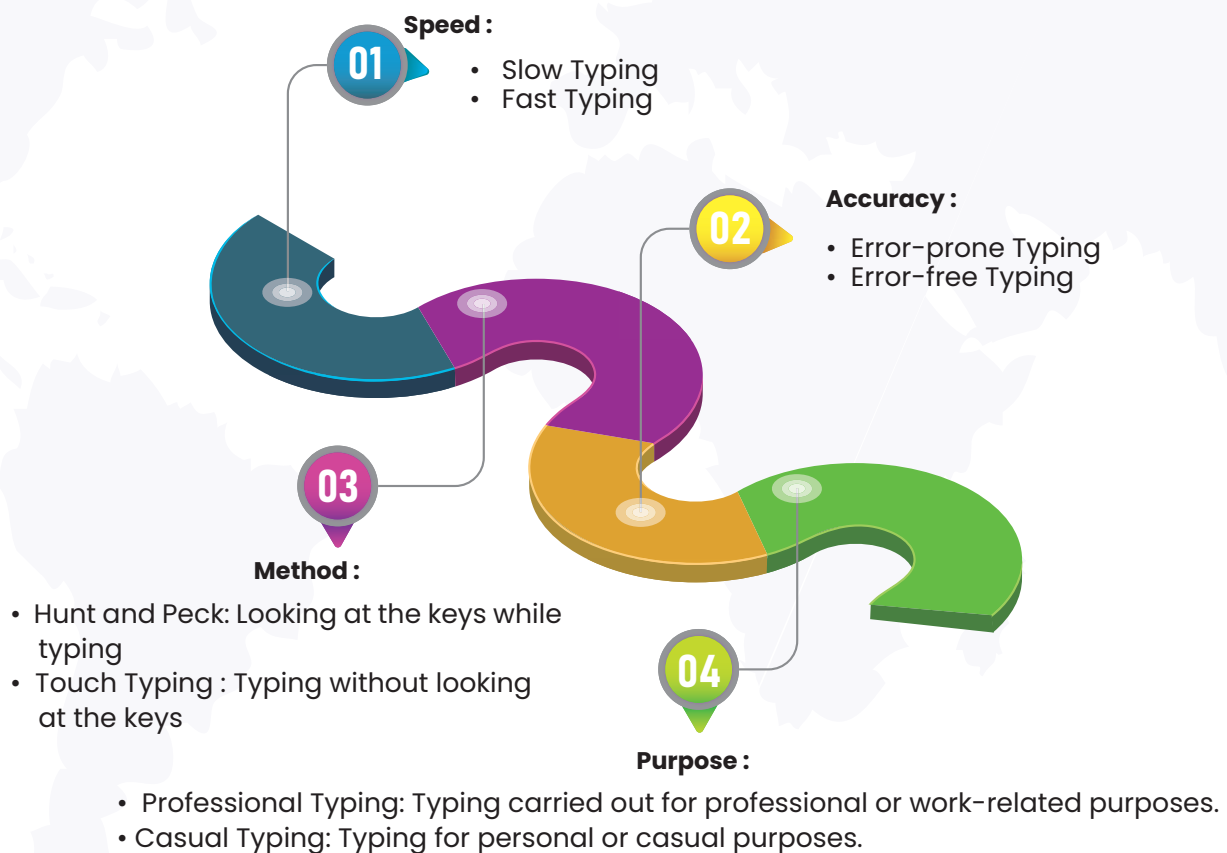 01
Speed :
• Slow Typing
• Fast Typing
02
Accuracy :
• Error-prone Typing
• Error-free Typing
03
Method :
• Hunt and Peck: Looking at the keys while
typing
• Touch Typing : Typing without looking
at the keys
04
Purpose :
• Professional Typing: Typing carried out for professional or work-related purposes.
• Casual Typing: Typing for personal or casual purposes.